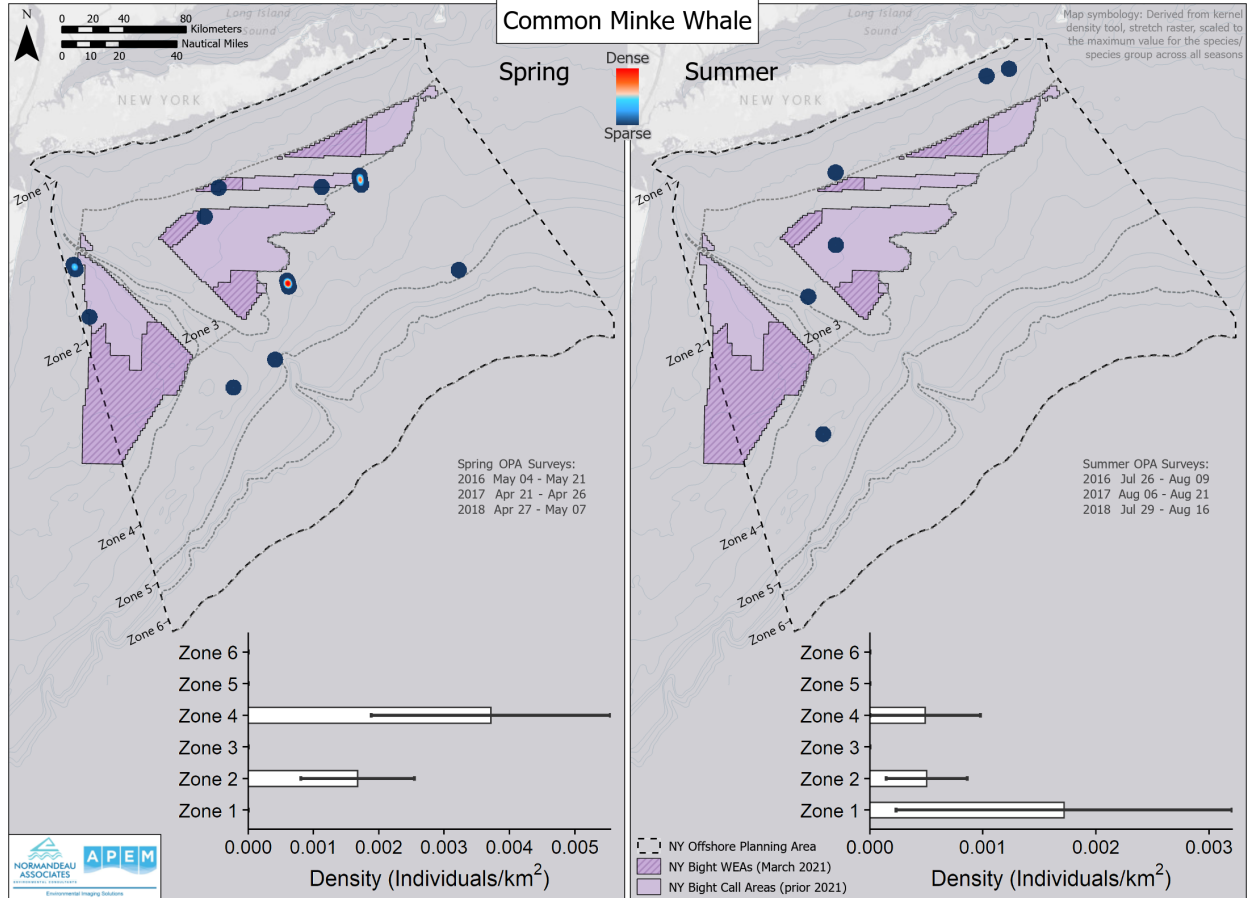 Common Minke Whale
N
0 20 40 80
Kilometers
Nautical Miles
0 10 20 40
Long Island
Sound
NEW YORK
Spring
Dense
Sparse
Zone 1
Zone 2
Zone 3
Zone 4
Zone 5
Zone 6
Spring OPA Surveys:
2016 May 04 - May 21
2017 Apr 21 - Apr 26
2018 Apr 27 - May 07
Zone 6
Zone 5
Zone 4
Zone 3
Zone 2
Zone 1
0.000 0.001 0.002 0.003 0.004 0.005
Density (Individuals/km²)
NORMANDEAU
ASSOCIATES
ENVIRONMENTAL CONSULTANTS
APEM
Environmental Imaging Solutions
Summer
Long Island
Sound
Map symbology: Derived from kernel
density tool, stretch raster, scaled to
the maximum value for the species/
species group across all seasons
NEW YORK
Zone 1
Zone 2
Zone 3
Zone 4
Zone 5
Zone 6
Summer OPA Surveys:
2016 Jul 26 - Aug 09
2017 Aug 06 - Aug 21
2018 Jul 29 - Aug 16
Zone 6
Zone 5
Zone 4
Zone 3
Zone 2
Zone 1
0.000 0.001 0.002 0.003
Density (Individuals/km²)
NY Offshore Planning Area
NY Bight WEAs (March 2021)
NY Bight Call Areas (prior 2021)